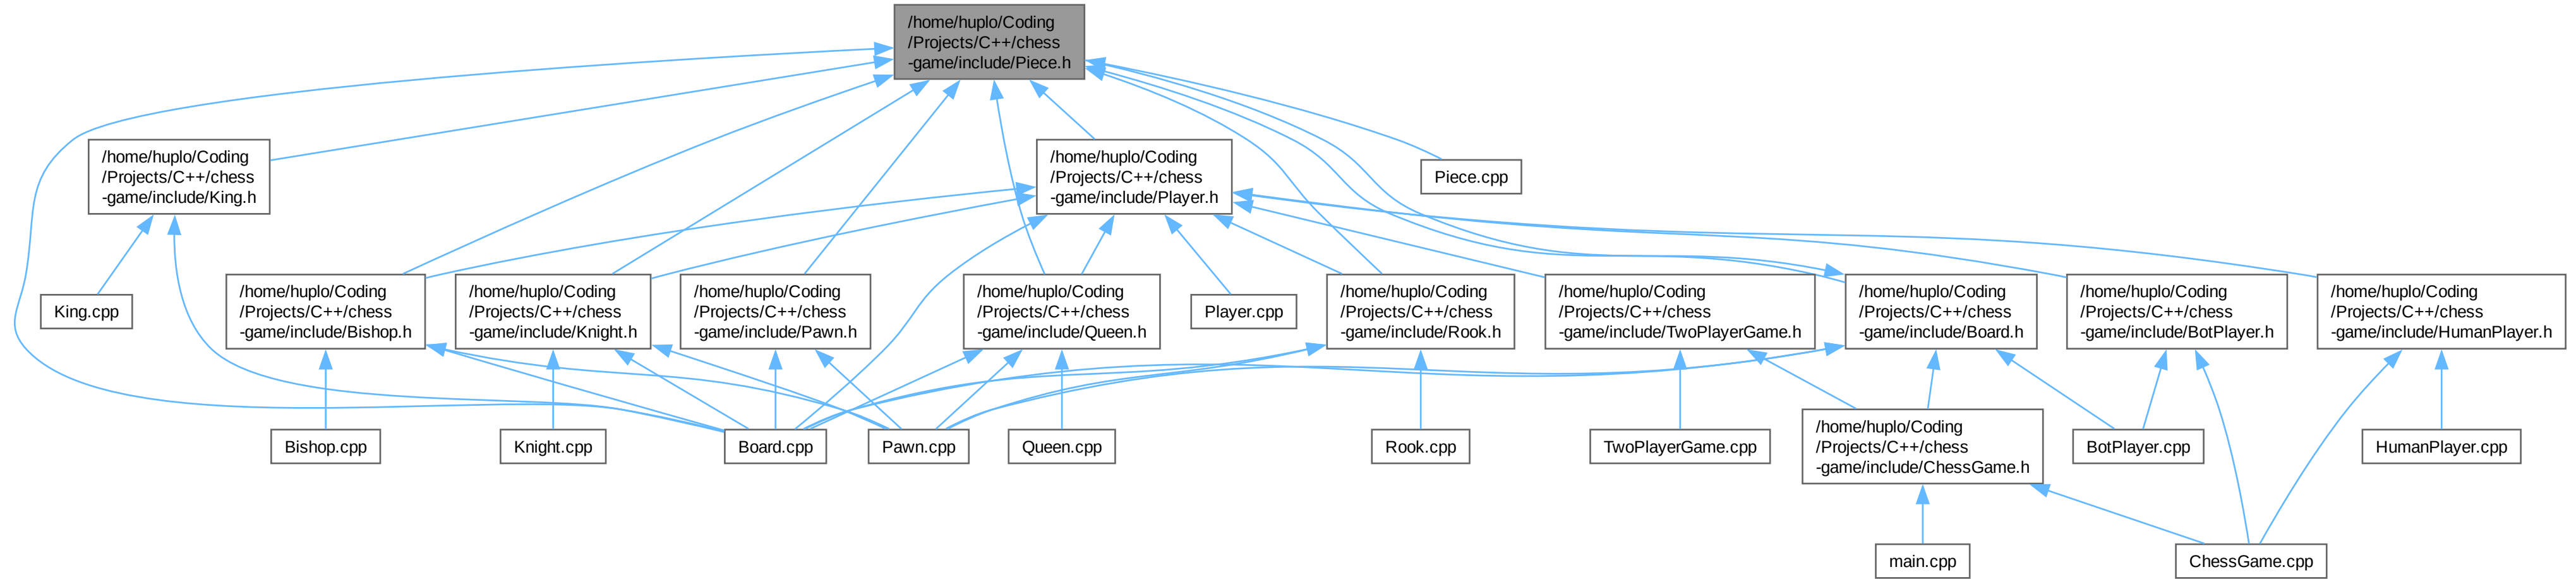 /home/huplo/Coding
/Projects/C++/chess
-game/include/Piece.h
/home/huplo/Coding
/Projects/C++/chess
-game/include/King.h
/home/huplo/Coding
/Projects/C++/chess
-game/include/Player.h
Piece.cpp
King.cpp
/home/huplo/Coding
/Projects/C++/chess
-game/include/Bishop.h
/home/huplo/Coding
/Projects/C++/chess
-game/include/Knight.h
/home/huplo/Coding
/Projects/C++/chess
-game/include/Pawn.h
/home/huplo/Coding
/Projects/C++/chess
-game/include/Queen.h
Player.cpp
/home/huplo/Coding
/Projects/C++/chess
-game/include/Rook.h
/home/huplo/Coding
/Projects/C++/chess
-game/include/TwoPlayerGame.h
/home/huplo/Coding
/Projects/C++/chess
-game/include/Board.h
/home/huplo/Coding
/Projects/C++/chess
-game/include/BotPlayer.h
/home/huplo/Coding
/Projects/C++/chess
-game/include/HumanPlayer.h
Bishop.cpp
Knight.cpp
Board.cpp
Pawn.cpp
Queen.cpp
Rook.cpp
TwoPlayerGame.cpp
/home/huplo/Coding
/Projects/C++/chess
-game/include/ChessGame.h
BotPlayer.cpp
HumanPlayer.cpp
main.cpp
ChessGame.cpp